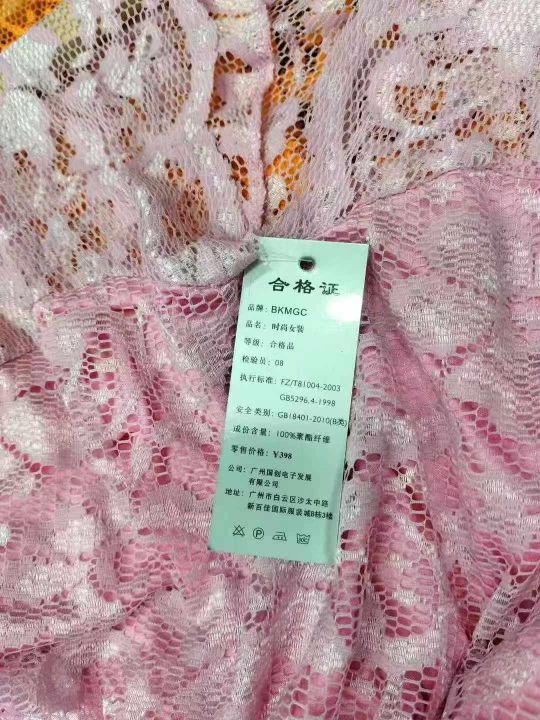 合格证
品牌：BKMGC
品名：时尚女装
等级：合格品
检验员：08
执行标准：FZ/T81004-2003
GB5296.4-1998
安全类别：GB18401-2010(B类)
成份含量：100%聚酯纤维
零售价格：¥398
公司：广州国创电子发展
有限公司
地址：广州市白云区沙太中路
新百佳国际服装城B栋3楼